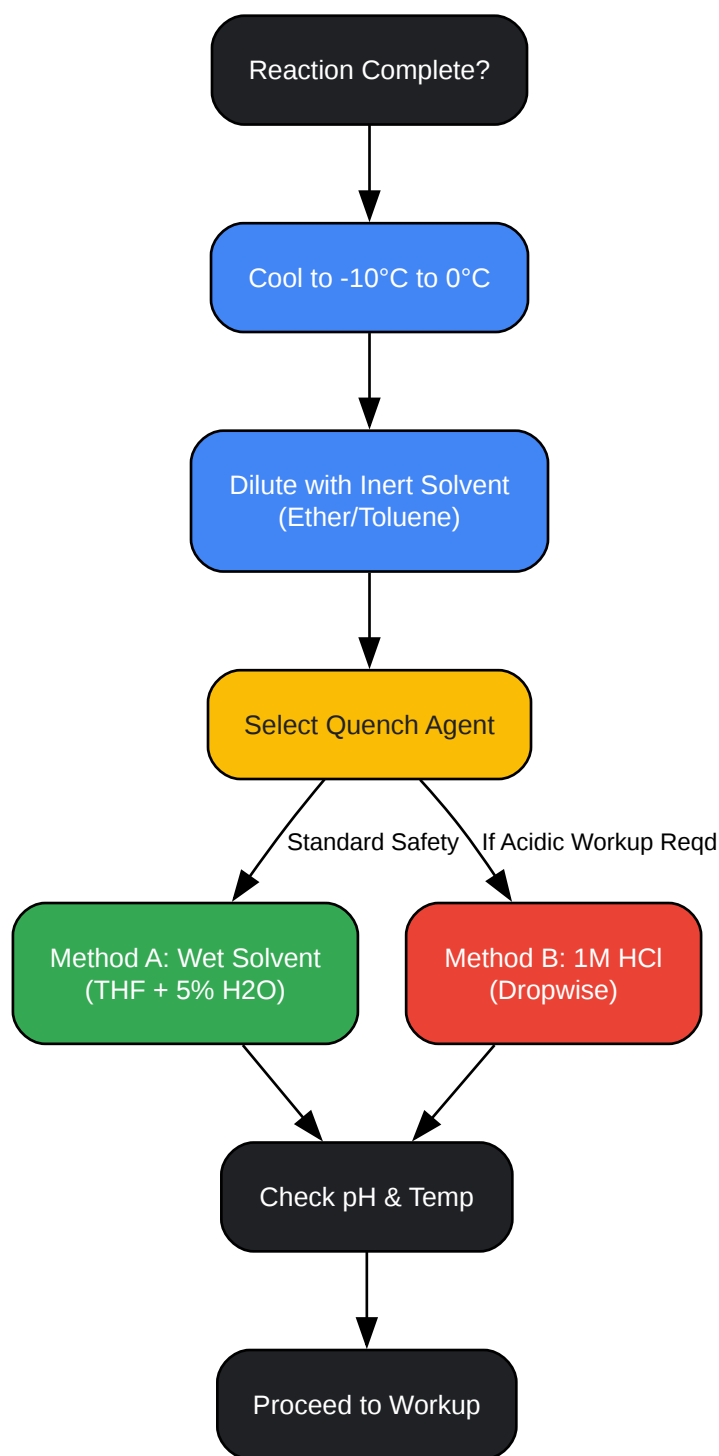 Reaction Complete?
Cool to -10°C to 0°C
Dilute with Inert Solvent
(Ether/Toluene)
Select Quench Agent
Standard Safety
If Acidic Workup Reqd
Method A: Wet Solvent
(THF + 5% H2O)
Method B: 1M HCl
(Dropwise)
Check pH & Temp
Proceed to Workup